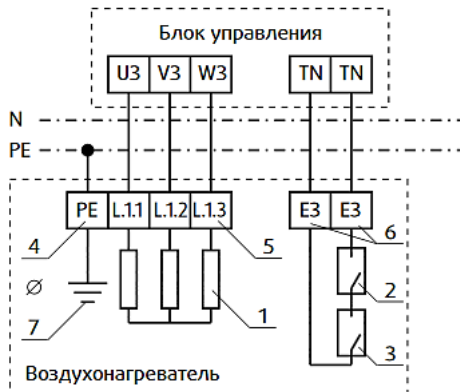 Блок управления
U3 V3 W3 TN TN
N
PE
PE L.1.1 L.1.2 L.1.3 E3 E3
4 5 6
Ø 2
7 1
3
Воздухонагреватель